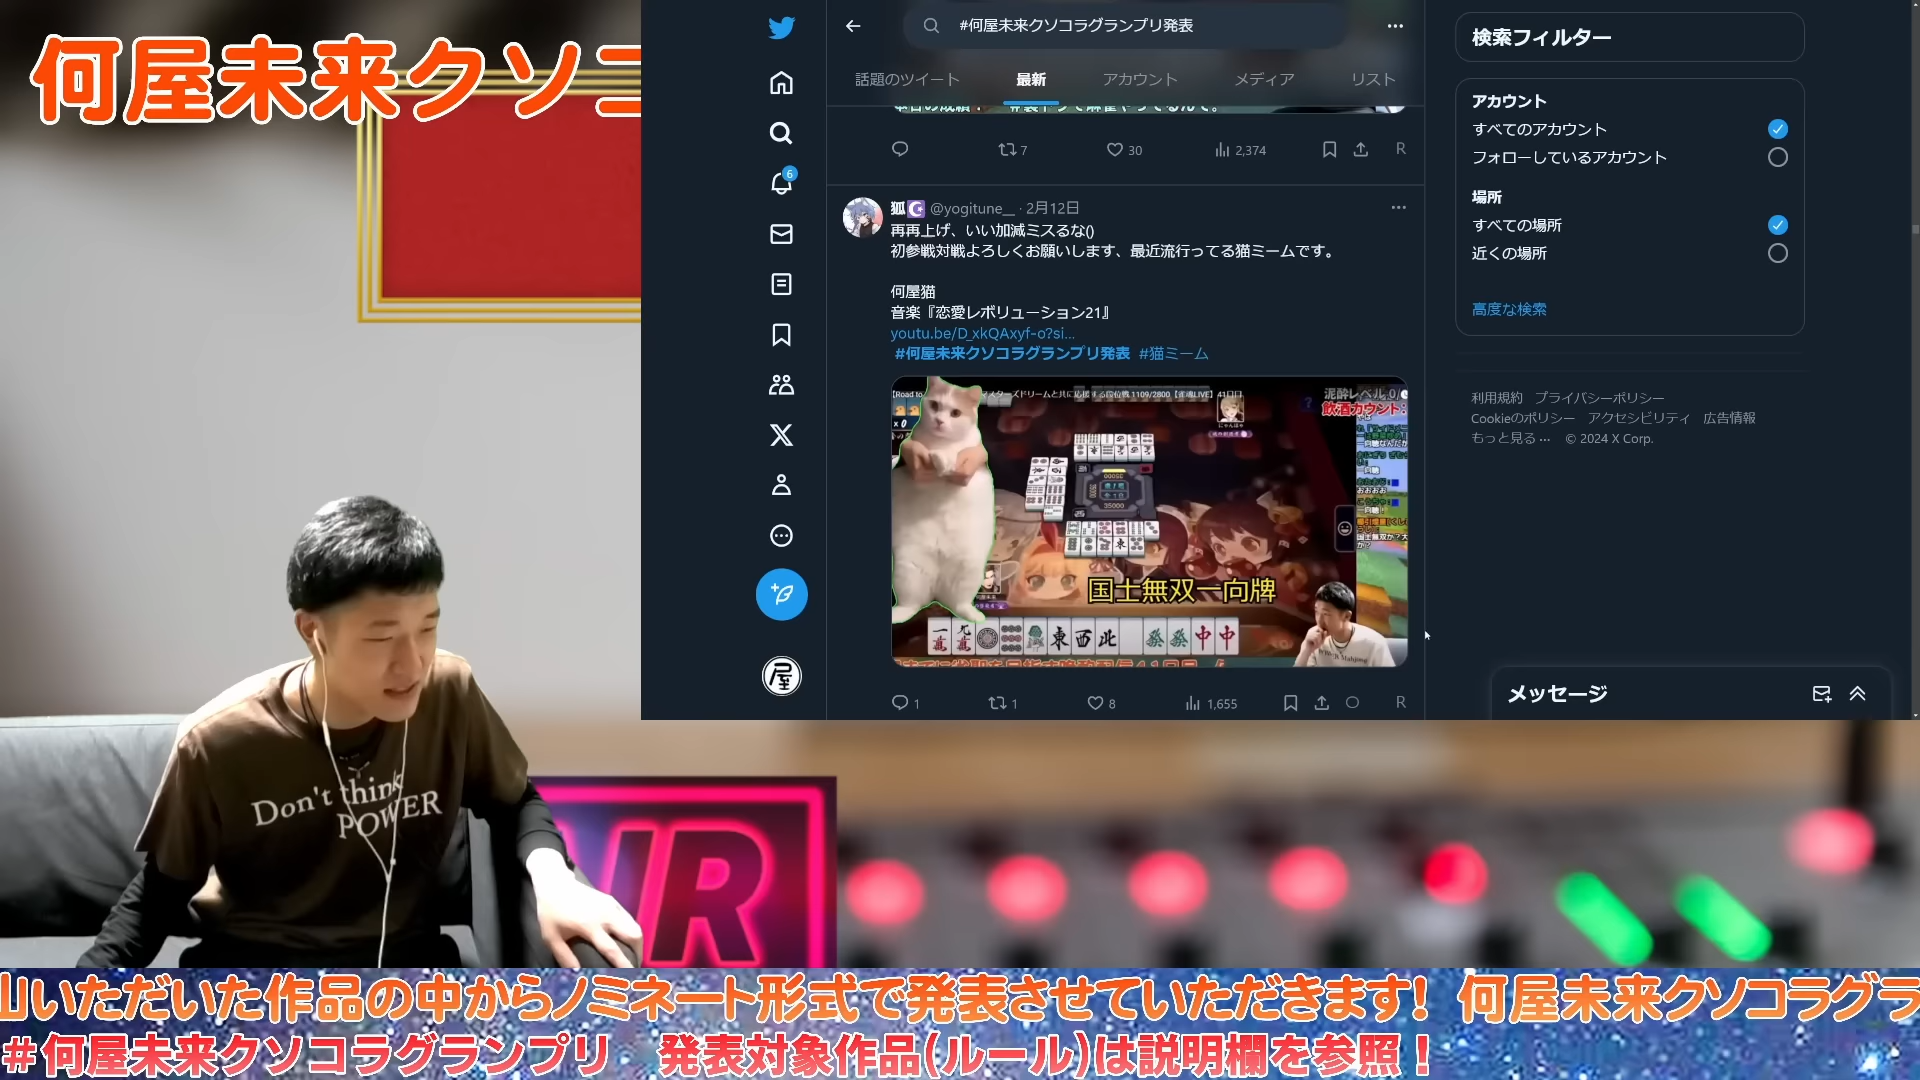 何屋未来クソコ
#何屋未来クソコラグランプリ発表
話題のツイート 最新 アカウント メディア リスト
7 30 2,374 R
6
狐 @yogitune__ · 2月12日
再再上げ、いい加減ミスるな()
初参戦対戦よろしくお願いします、最近流行ってる猫ミームです。
何屋猫
音楽『恋愛レボリューション21』
youtu.be/D_xkQAxyf-o?si...
#何屋未来クソコラグランプリ発表 #猫ミーム
泥酔レベル:0/
飲酒カウント:
35000
国士無双一向牌
一萬 九萬 東 西 北 發 發 中 中
1 1 8 1,655 R
検索フィルター
アカウント
すべてのアカウント
フォローしているアカウント
場所
すべての場所
近くの場所
高度な検索
利用規約 プライバシーポリシー
Cookieのポリシー アクセシビリティ 広告情報
もっと見る … © 2024 X Corp.
メッセージ
屋
Don't think
POWER
R
いただいた作品の中からノミネート形式で発表させていただきます! 何屋未来クソコラグラ
#何屋未来クソコラグランプリ 発表対象作品(ルール)は説明欄を参照!